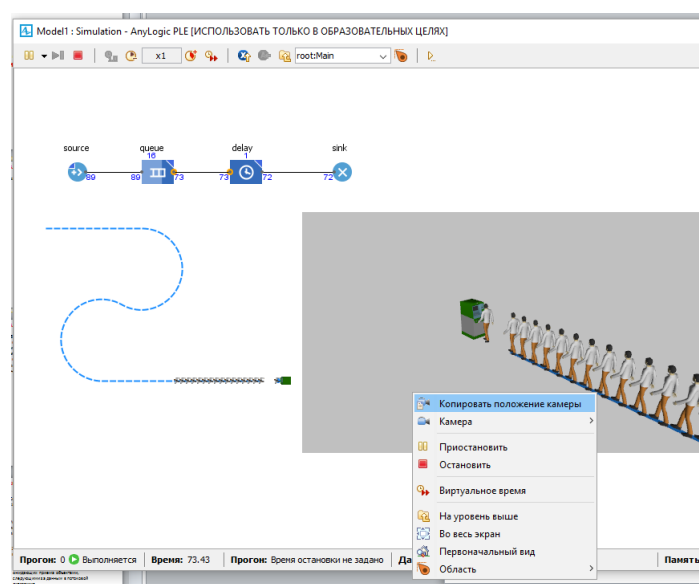 Model1 : Simulation - AnyLogic PLE [ИСПОЛЬЗОВАТЬ ТОЛЬКО В ОБРАЗОВАТЕЛЬНЫХ ЦЕЛЯХ]
x1 root:Main
source queue delay sink
16 1
89 89 73 73 72 72
Копировать положение камеры
Камера
Приостановить
Остановить
Виртуальное время
На уровень выше
Во весь экран
Первоначальный вид
Область
Прогон: 0 Выполняется Время: 73.43 Прогон: Время остановки не задано Да Память